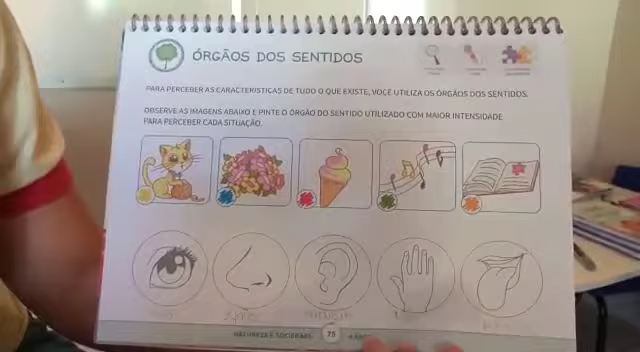 ÓRGÃOS DOS SENTIDOS
PARA PERCEBER AS CARACTERÍSTICAS DE TUDO O QUE EXISTE, VOCÊ UTILIZA OS ÓRGÃOS DOS SENTIDOS.
OBSERVE AS IMAGENS ABAIXO E PINTE O ÓRGÃO DO SENTIDO UTILIZADO COM MAIOR INTENSIDADE
PARA PERCEBER CADA SITUAÇÃO.
NATUREZA E SOCIEDADE 75